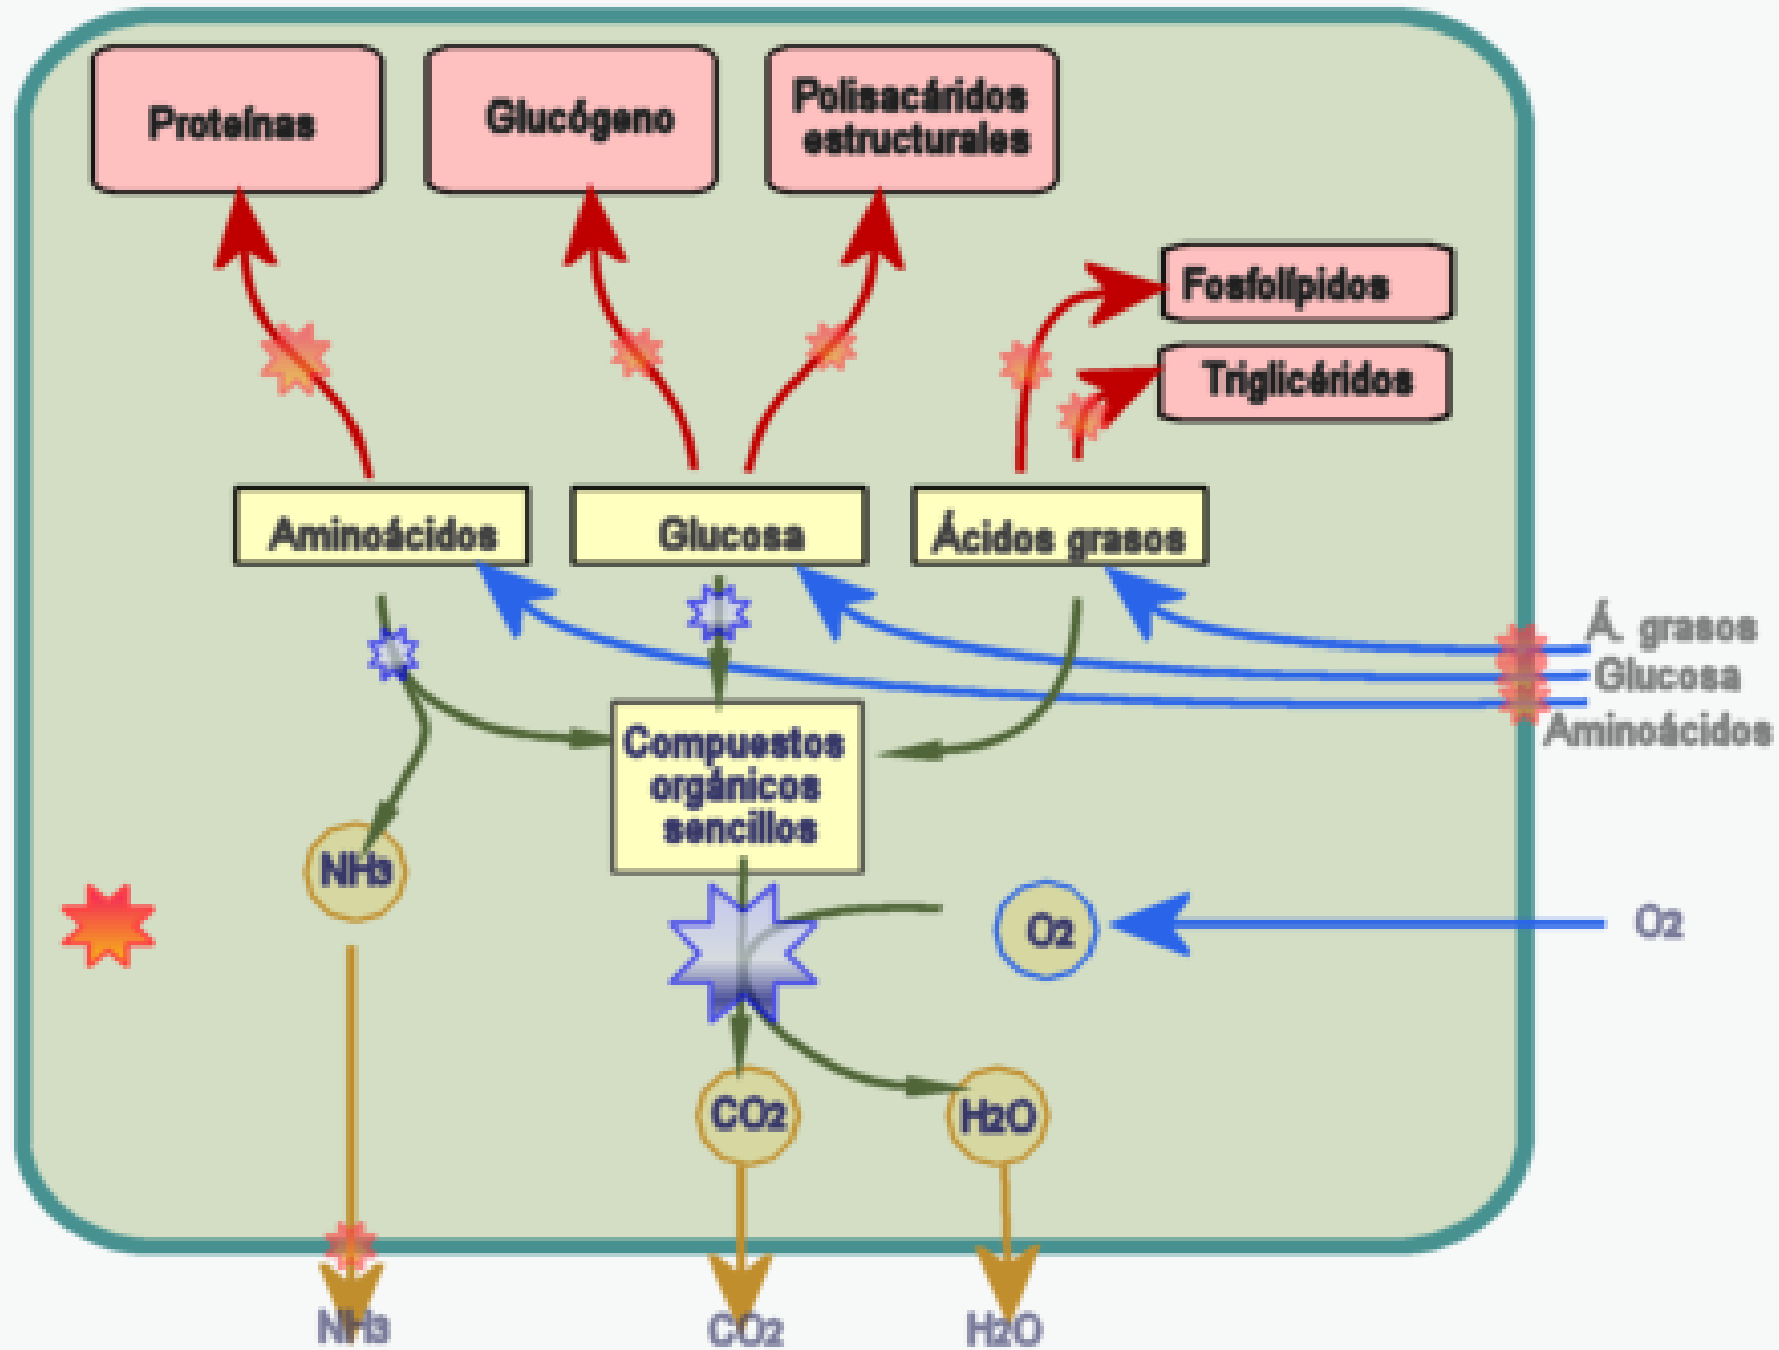 Proteínas
Glucógeno
Polisacáridos
estructurales
Fosfolípidos
Triglicéridos
Aminoácidos
Glucosa
Ácidos grasos
Á. grasos
Glucosa
Aminoácidos
Compuestos
orgánicos
sencillos
NH3
O2
O2
CO2
H2O
NH3
CO2
H2O